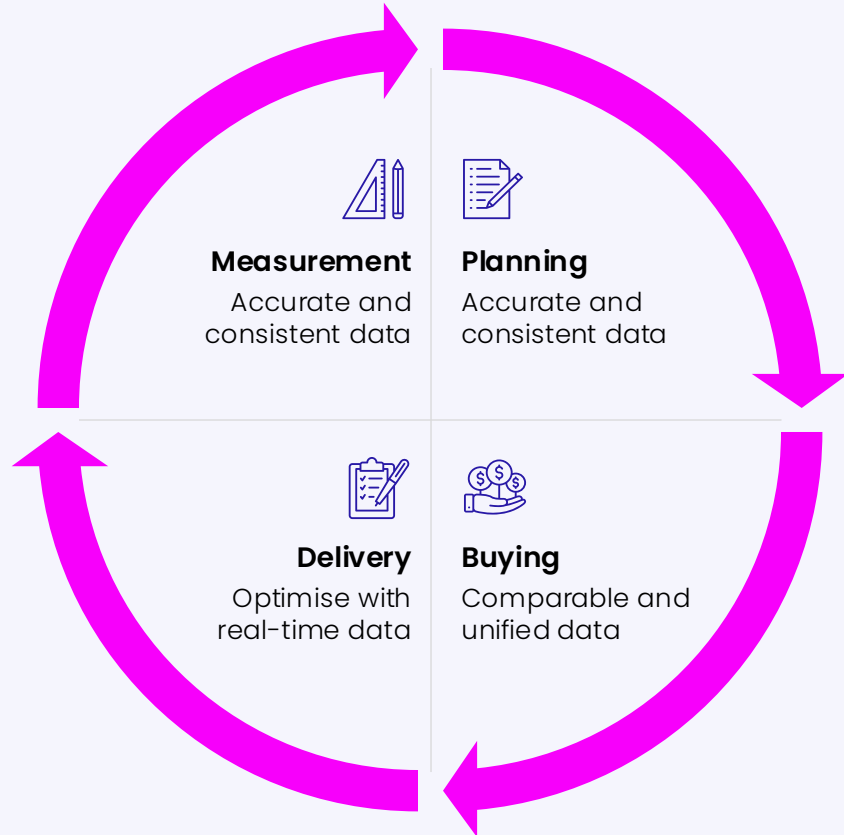 Measurement
Accurate and
consistent data
Planning
Accurate and
consistent data
Delivery
Optimise with
real-time data
Buying
Comparable and
unified data
$ $ $